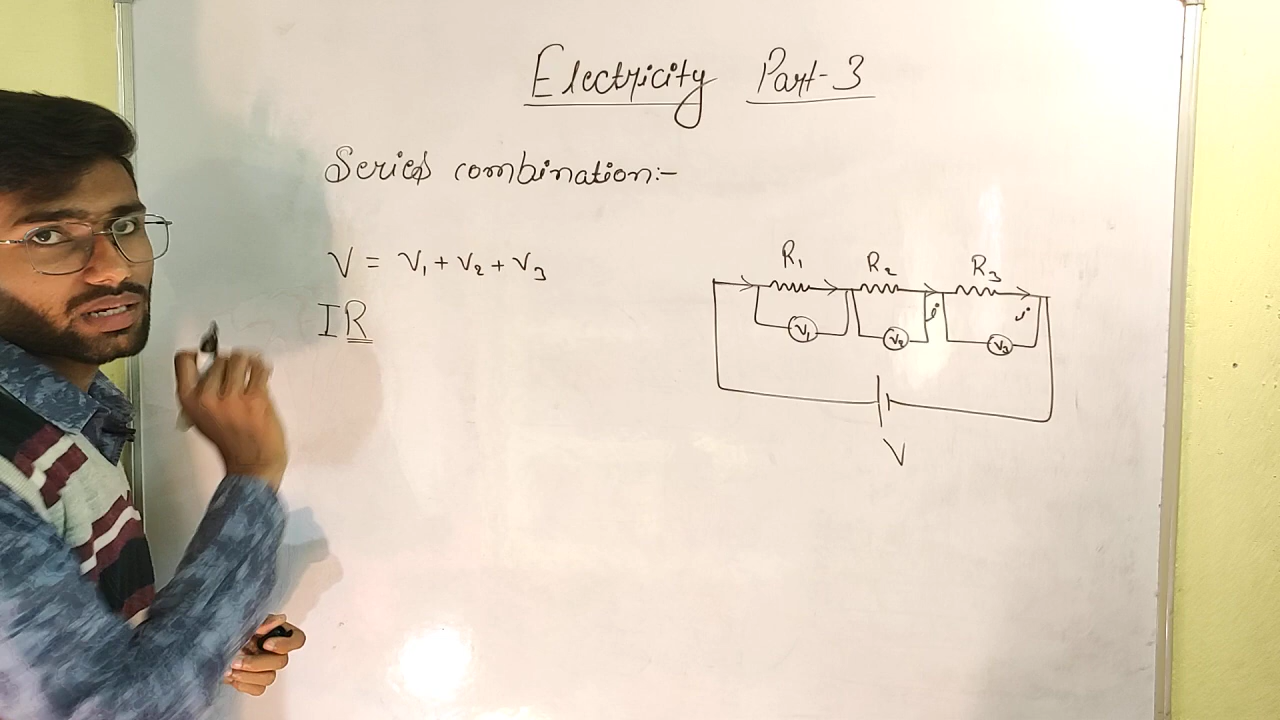 Electricity Part-3
Series combination:-
V = V₁ + V₂ + V₃
IR
R₁ R₂ R₃
V₁ V₂ V₃
V